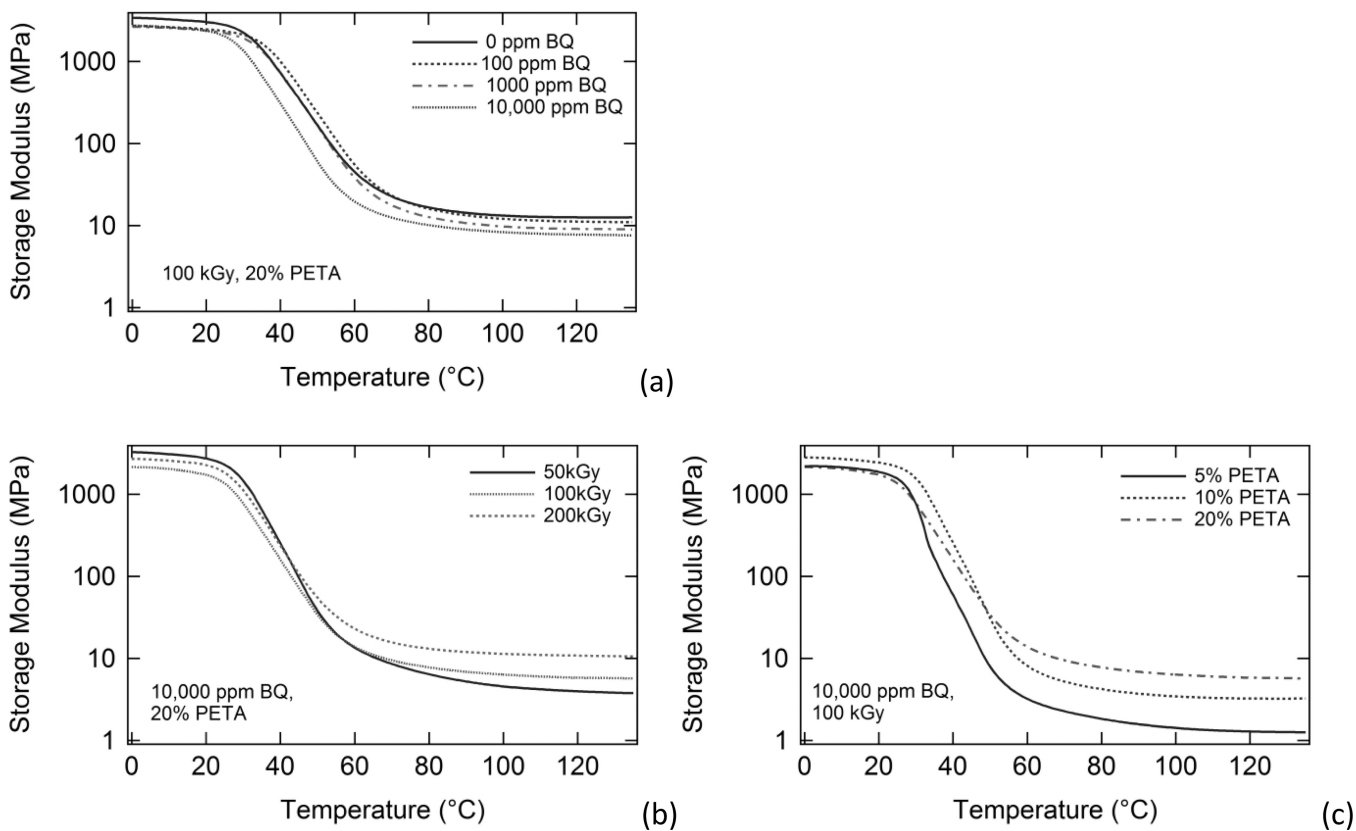 Storage Modulus (MPa)
1000
100
10
1
0 ppm BQ
100 ppm BQ
1000 ppm BQ
10,000 ppm BQ
100 kGy, 20% PETA
0 20 40 60 80 100 120
Temperature (°C)
(a)
Storage Modulus (MPa)
1000
100
10
1
50kGy
100kGy
200kGy
10,000 ppm BQ,
20% PETA
0 20 40 60 80 100 120
Temperature (°C)
(b)
Storage Modulus (MPa)
1000
100
10
1
5% PETA
10% PETA
20% PETA
10,000 ppm BQ,
100 kGy
0 20 40 60 80 100 120
Temperature (°C)
(c)